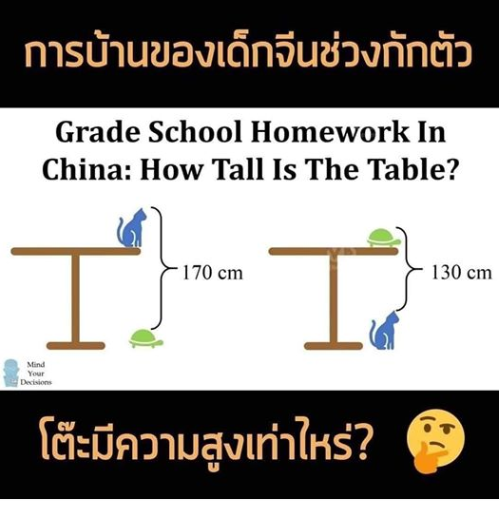 การบ้านของเด็กจีนช่วงกักตัว
Grade School Homework In
China: How Tall Is The Table?
170 cm
130 cm
Mind
Your
Decisions
โต๊ะมีความสูงเท่าไหร่?